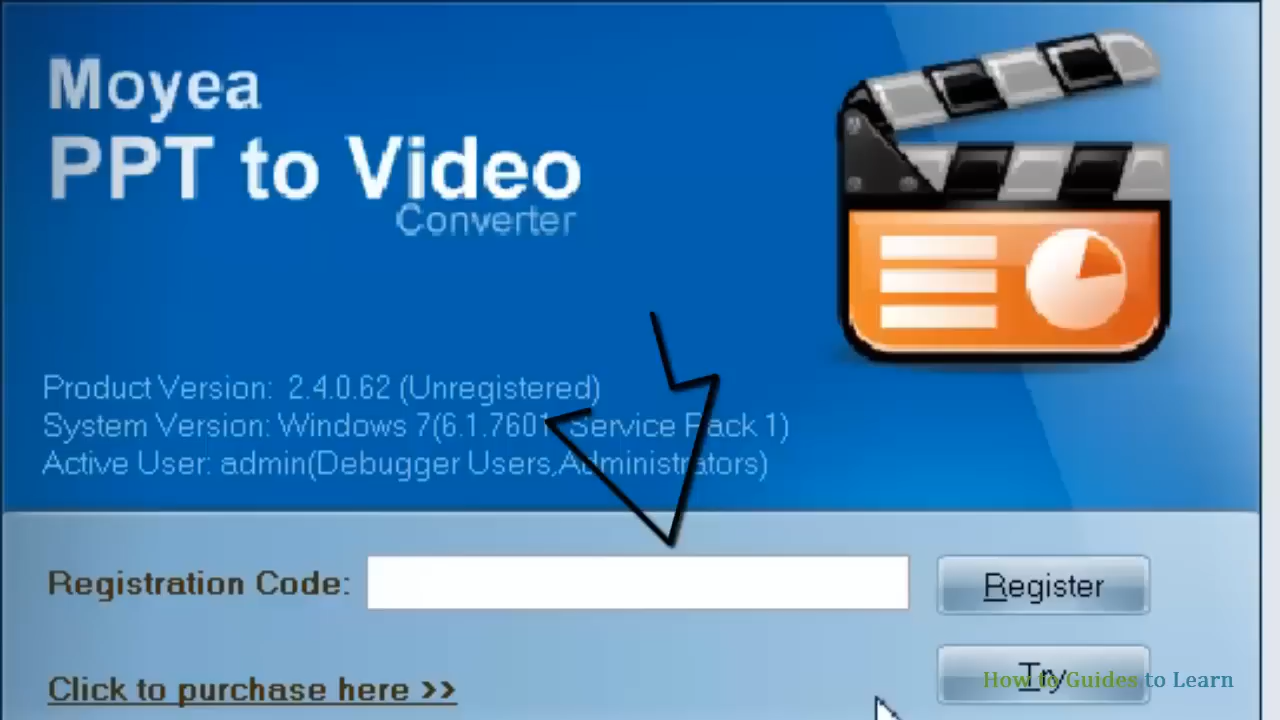 Moyea
PPT to Video
Converter
Product Version: 2.4.0.62 (Unregistered)
System Version: Windows 7(6.1.7601 Service Pack 1)
Active User: admin(Debugger Users,Administrators)
Registration Code:
Register
Click to purchase here >>
Try
How to Guides to Learn